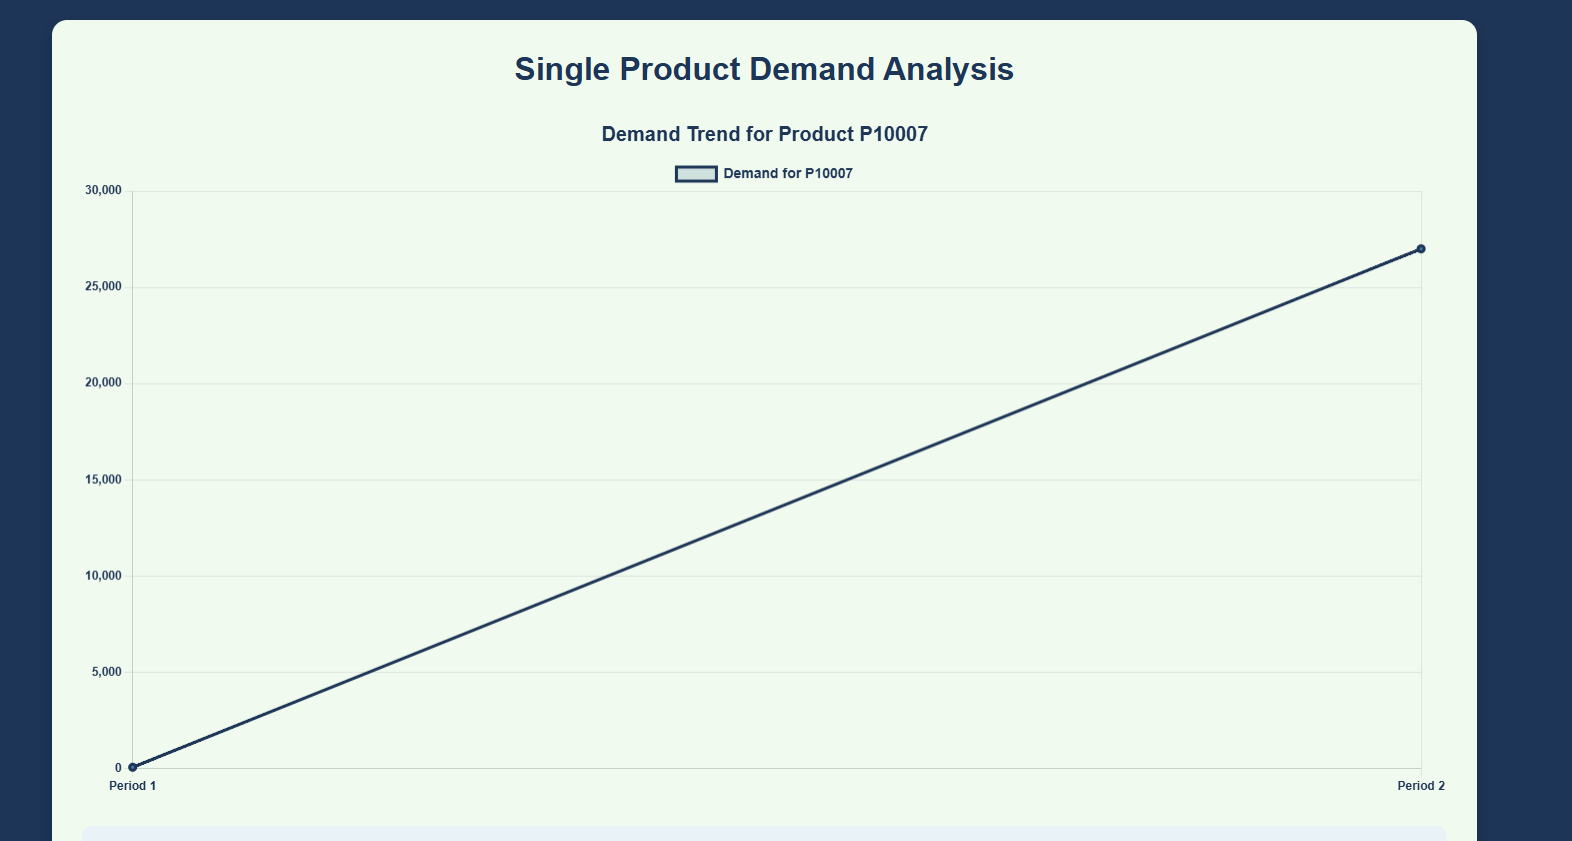 Single Product Demand Analysis
Demand Trend for Product P10007
Demand for P10007
30,000
25,000
20,000
15,000
10,000
5,000
0
Period 1
Period 2